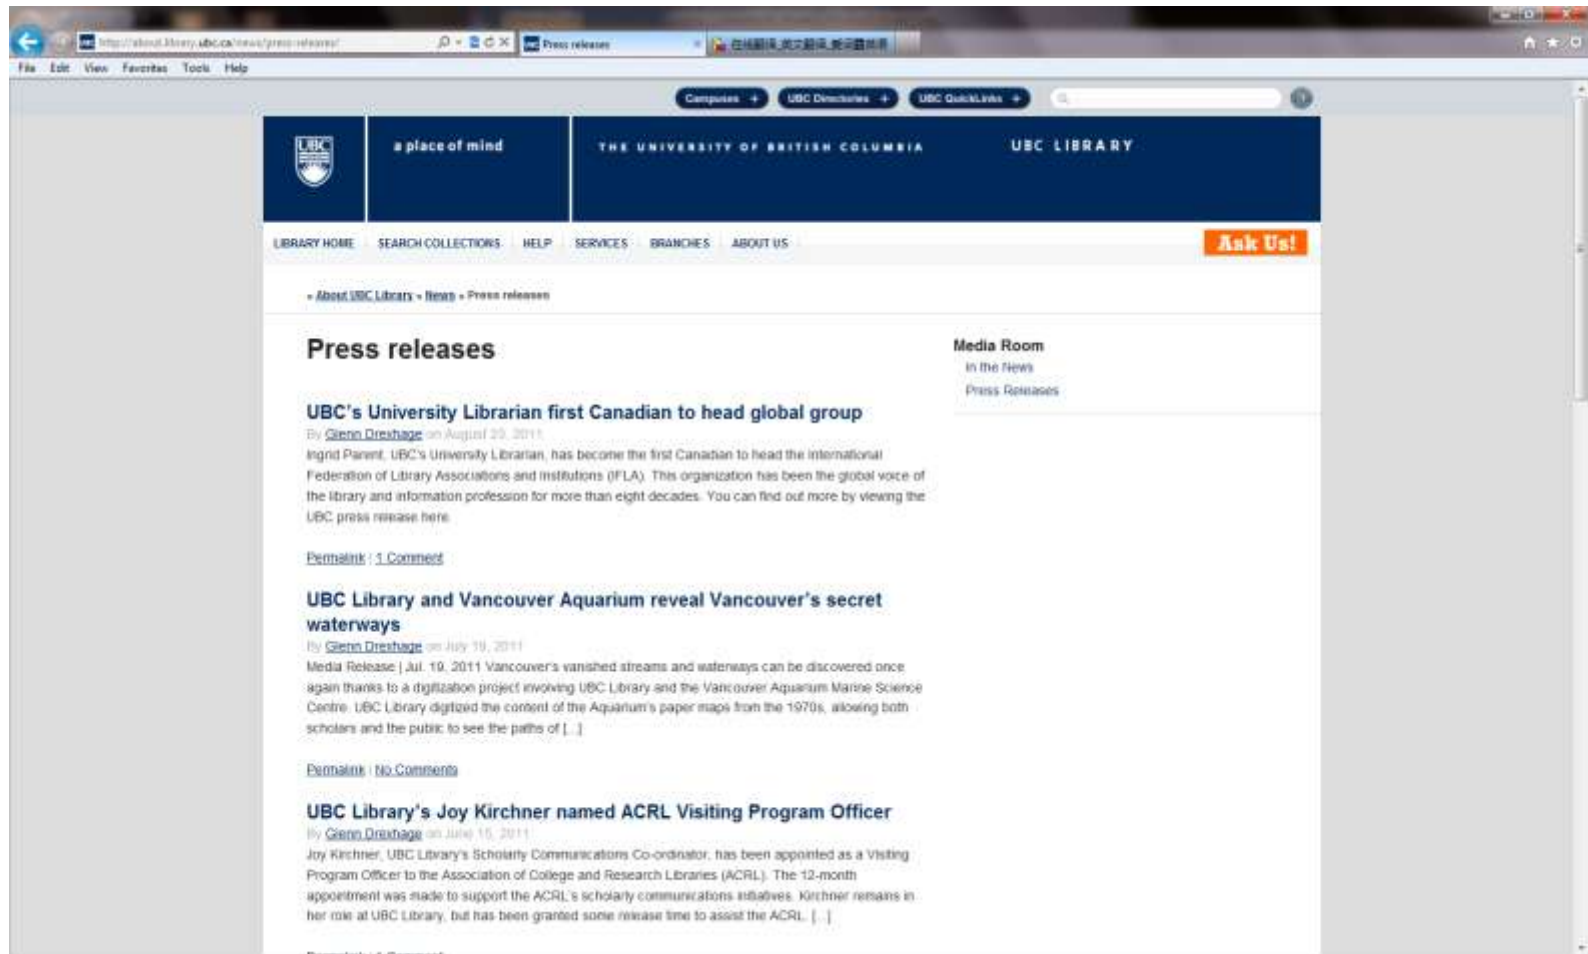 http://about.library.ubc.ca/news/press-releases/
Press releases
File Edit View Favorites Tools Help
Campuses +
UBC Directories +
UBC QuickLinks +
UBC
a place of mind
THE UNIVERSITY OF BRITISH COLUMBIA
UBC LIBRARY
LIBRARY HOME SEARCH COLLECTIONS HELP SERVICES BRANCHES ABOUT US
Ask Us!
» About UBC Library » News » Press releases
Press releases
UBC's University Librarian first Canadian to head global group
By Glenn Drexhage on August 23, 2011
Ingrid Parent, UBC's University Librarian, has become the first Canadian to head the International
Federation of Library Associations and Institutions (IFLA). This organization has been the global voice of
the library and information profession for more than eight decades. You can find out more by viewing the
UBC press release here.
Permalink | 1 Comment
UBC Library and Vancouver Aquarium reveal Vancouver's secret
waterways
By Glenn Drexhage on July 19, 2011
Media Release | Jul. 19, 2011 Vancouver's vanished streams and waterways can be discovered once
again thanks to a digitization project involving UBC Library and the Vancouver Aquarium Marine Science
Centre. UBC Library digitized the content of the Aquarium's paper maps from the 1970s, allowing both
scholars and the public to see the paths of [...]
Permalink | No Comments
UBC Library's Joy Kirchner named ACRL Visiting Program Officer
By Glenn Drexhage on June 15, 2011
Joy Kirchner, UBC Library's Scholarly Communications Co-ordinator, has been appointed as a Visiting
Program Officer to the Association of College and Research Libraries (ACRL). The 12-month
appointment was made to support the ACRL's scholarly communications initiatives. Kirchner remains in
her role at UBC Library, but has been granted some release time to assist the ACRL. [...]
Media Room
In the News
Press Releases